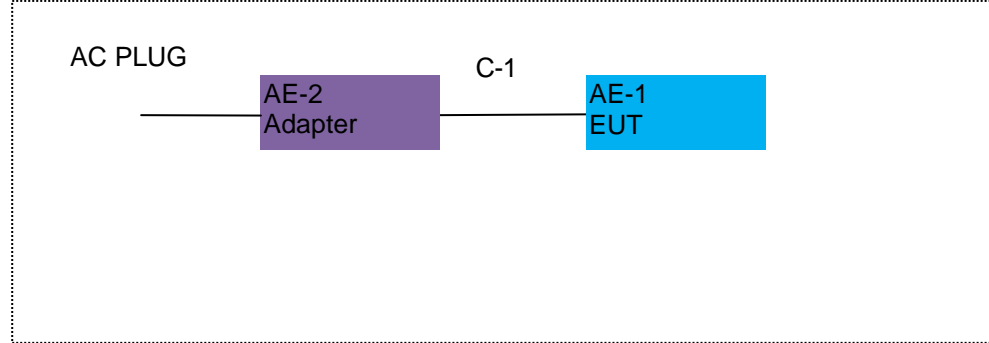 AC PLUG
C-1
AE-2
Adapter
AE-1
EUT